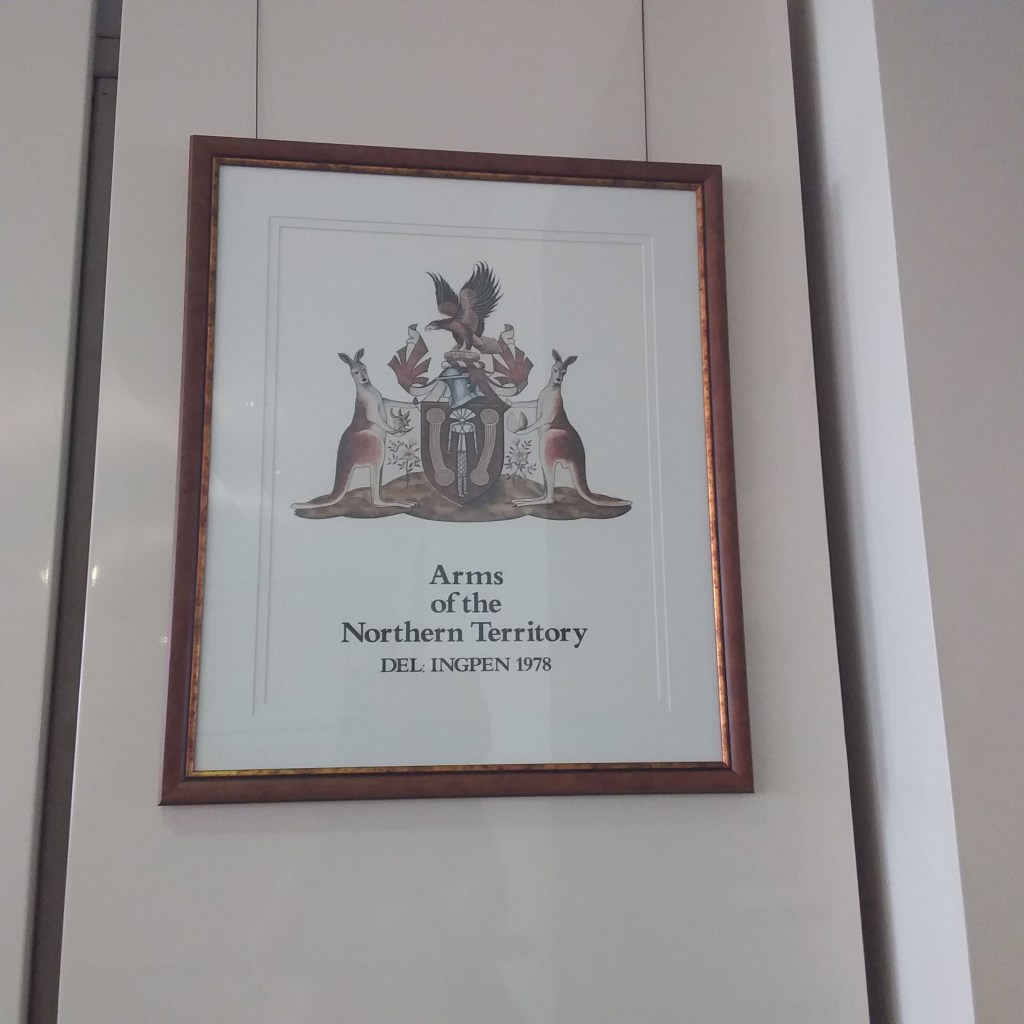 Arms
of the
Northern Territory
DEL: INGPEN 1978